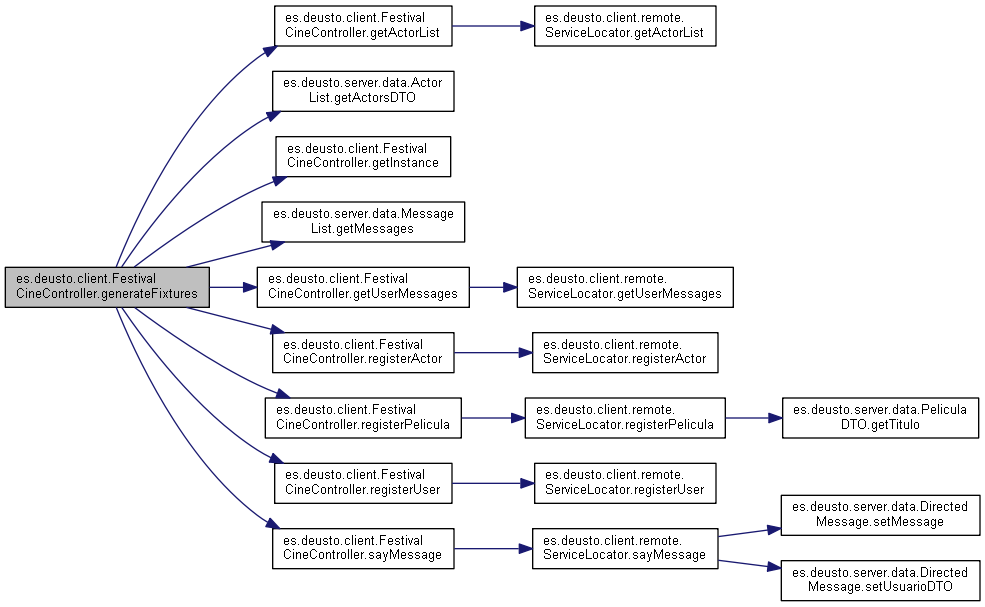 es.deusto.client.Festival
CineController.generateFixtures
es.deusto.client.Festival
CineController.getActorList
es.deusto.client.remote.
ServiceLocator.getActorList
es.deusto.server.data.Actor
List.getActorsDTO
es.deusto.client.Festival
CineController.getInstance
es.deusto.server.data.Message
List.getMessages
es.deusto.client.Festival
CineController.getUserMessages
es.deusto.client.remote.
ServiceLocator.getUserMessages
es.deusto.client.Festival
CineController.registerActor
es.deusto.client.remote.
ServiceLocator.registerActor
es.deusto.client.Festival
CineController.registerPelicula
es.deusto.client.remote.
ServiceLocator.registerPelicula
es.deusto.server.data.Pelicula
DTO.getTitulo
es.deusto.client.Festival
CineController.registerUser
es.deusto.client.remote.
ServiceLocator.registerUser
es.deusto.client.Festival
CineController.sayMessage
es.deusto.client.remote.
ServiceLocator.sayMessage
es.deusto.server.data.Directed
Message.setMessage
es.deusto.server.data.Directed
Message.setUsuarioDTO